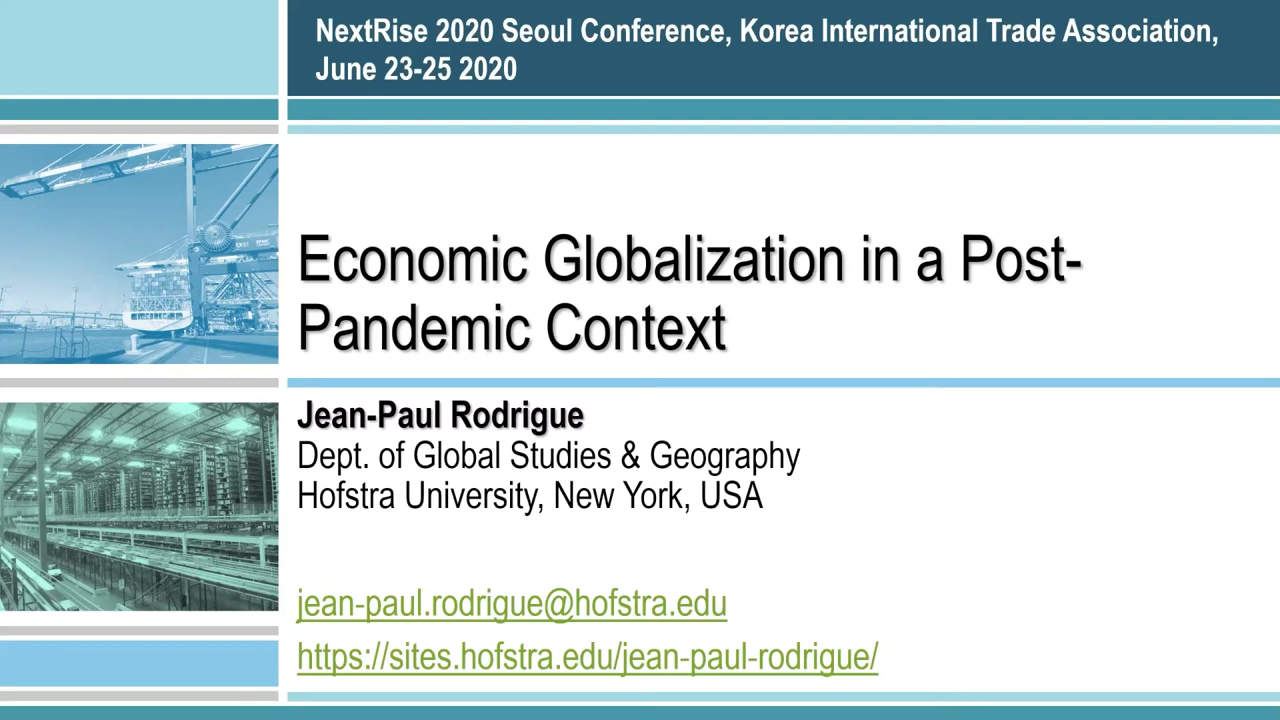 NextRise 2020 Seoul Conference, Korea International Trade Association,
June 23-25 2020
Economic Globalization in a Post-
Pandemic Context
Jean-Paul Rodrigue
Dept. of Global Studies & Geography
Hofstra University, New York, USA
jean-paul.rodrigue@hofstra.edu
https://sites.hofstra.edu/jean-paul-rodrigue/